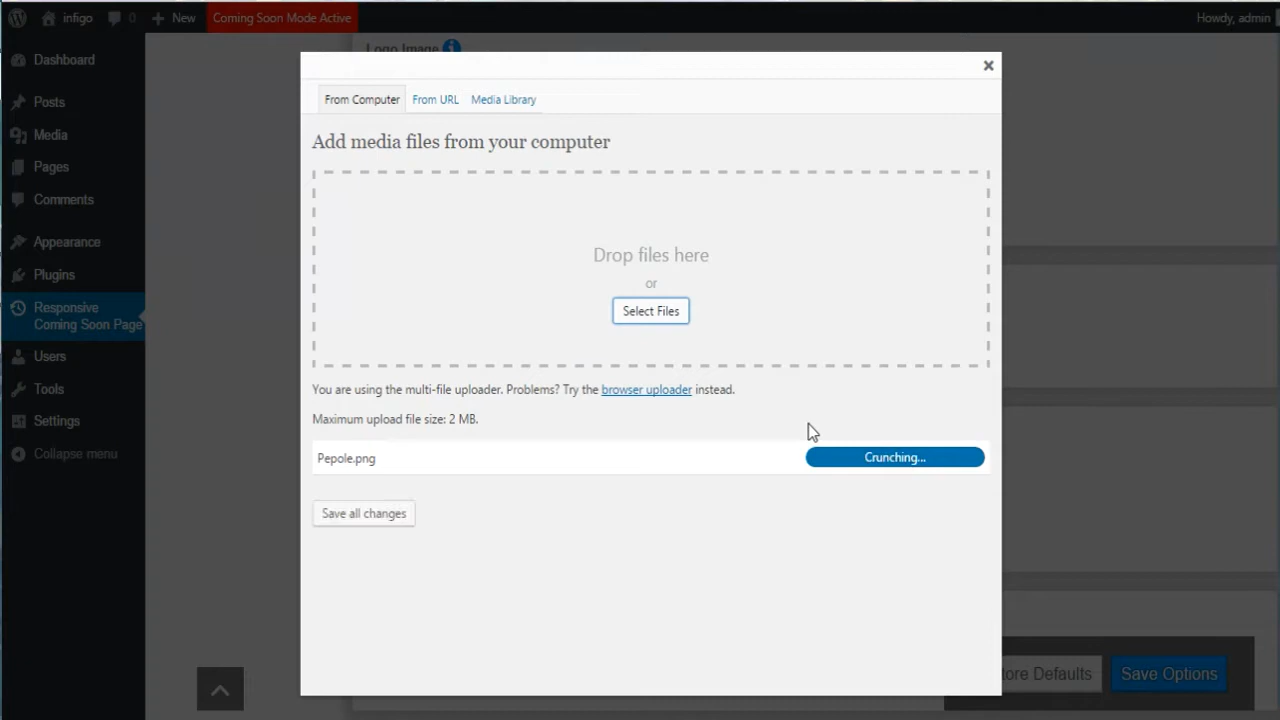 infigo
0
New
Coming Soon Mode Active
Howdy, admin
Dashboard
Posts
Media
Pages
Comments
Appearance
Plugins
Responsive
Coming Soon Page
Users
Tools
Settings
Collapse menu
Logo Image
From Computer
From URL
Media Library
Add media files from your computer
Drop files here
or
Select Files
You are using the multi-file uploader. Problems? Try the browser uploader instead.
Maximum upload file size: 2 MB.
Pepole.png
Crunching...
Save all changes
tore Defaults
Save Options